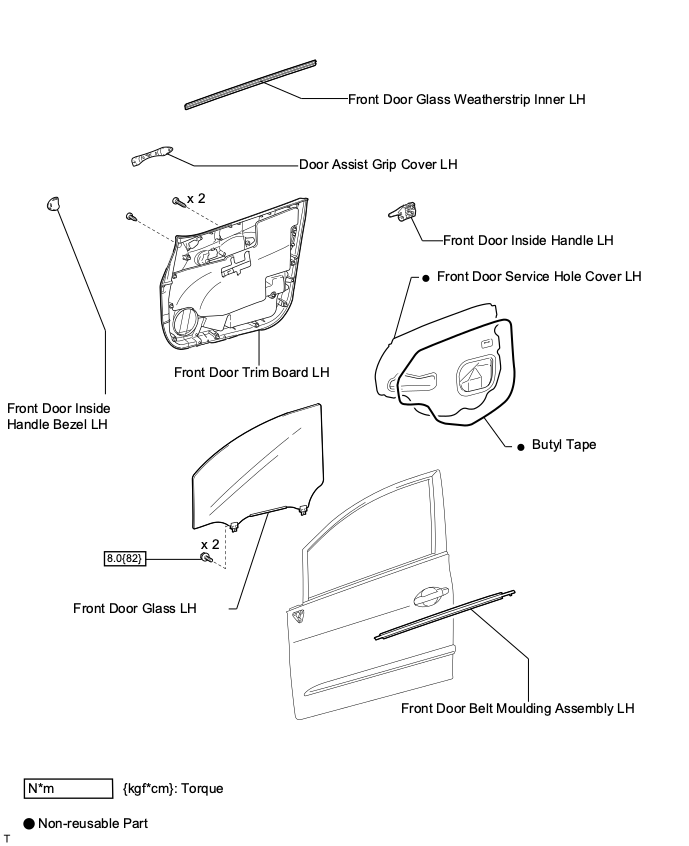 Front Door Glass Weatherstrip Inner LH
Door Assist Grip Cover LH
x 2
Front Door Inside Handle LH
● Front Door Service Hole Cover LH
Front Door Trim Board LH
Front Door Inside
Handle Bezel LH
● Butyl Tape
x 2
8.0{82}
Front Door Glass LH
Front Door Belt Moulding Assembly LH
N*m {kgf*cm}: Torque
● Non-reusable Part
T